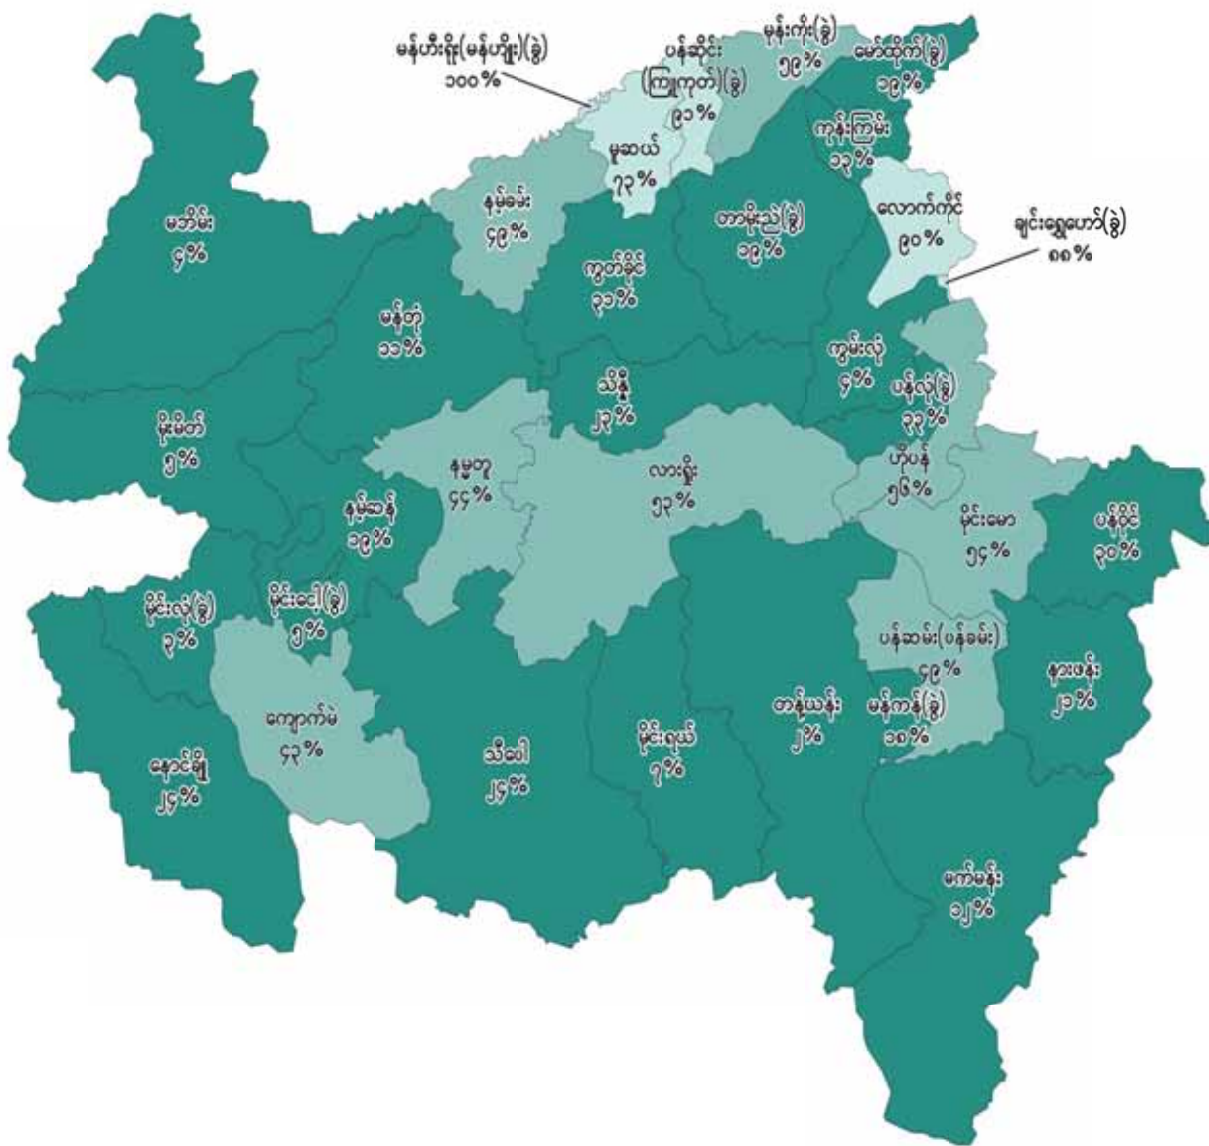 မန်ဟီးရိုး(မန်ဟျိုး)(ခွဲ)
၁၀၀%
ပန်ဆိုင်း
(ကြူကုတ်)(ခွဲ)
၉၁%
မုန်းကိုး(ခွဲ)
၅၉%
မော်ထိုက်(ခွဲ)
၁၉%
ကုန်းကြမ်း
၁၃%
မူဆယ်
၇၃%
နမ့်ခမ်း
၄၉%
မဘိမ်း
၄%
တာမိုးညဲ(ခွဲ)
၁၉%
လောက်ကိုင်
၉၀%
ချင်းရွှေဟော်(ခွဲ)
၈၈%
ကွတ်ခိုင်
၃၁%
မန်တုံ
၁၁%
ကွမ်းလုံ
၄%
သိန္နီ
၂၃%
ပန်လုံ(ခွဲ)
၃၃%
မိုးမိတ်
၅%
နမ္မတူ
၄၄%
လားရှိုး
၅၃%
ဟိုပန်
၅၆%
နမ့်ဆန်
၁၉%
မိုင်းမော
၅၄%
ပန်ဝိုင်
၃၀%
မိုင်းလုံ(ခွဲ)
၃%
မိုင်းငေါ့(ခွဲ)
၅%
ပန်ဆမ်း(ပန်ခမ်း)
၄၉%
နားဖန်း
၂၁%
ကျောက်မဲ
၄၃%
တန့်ယန်း
၂%
မန်ကန်(ခွဲ)
၁၈%
နောင်ချို
၂၄%
သီပေါ
၂၄%
မိုင်းရယ်
၇%
မက်မန်း
၁၂%